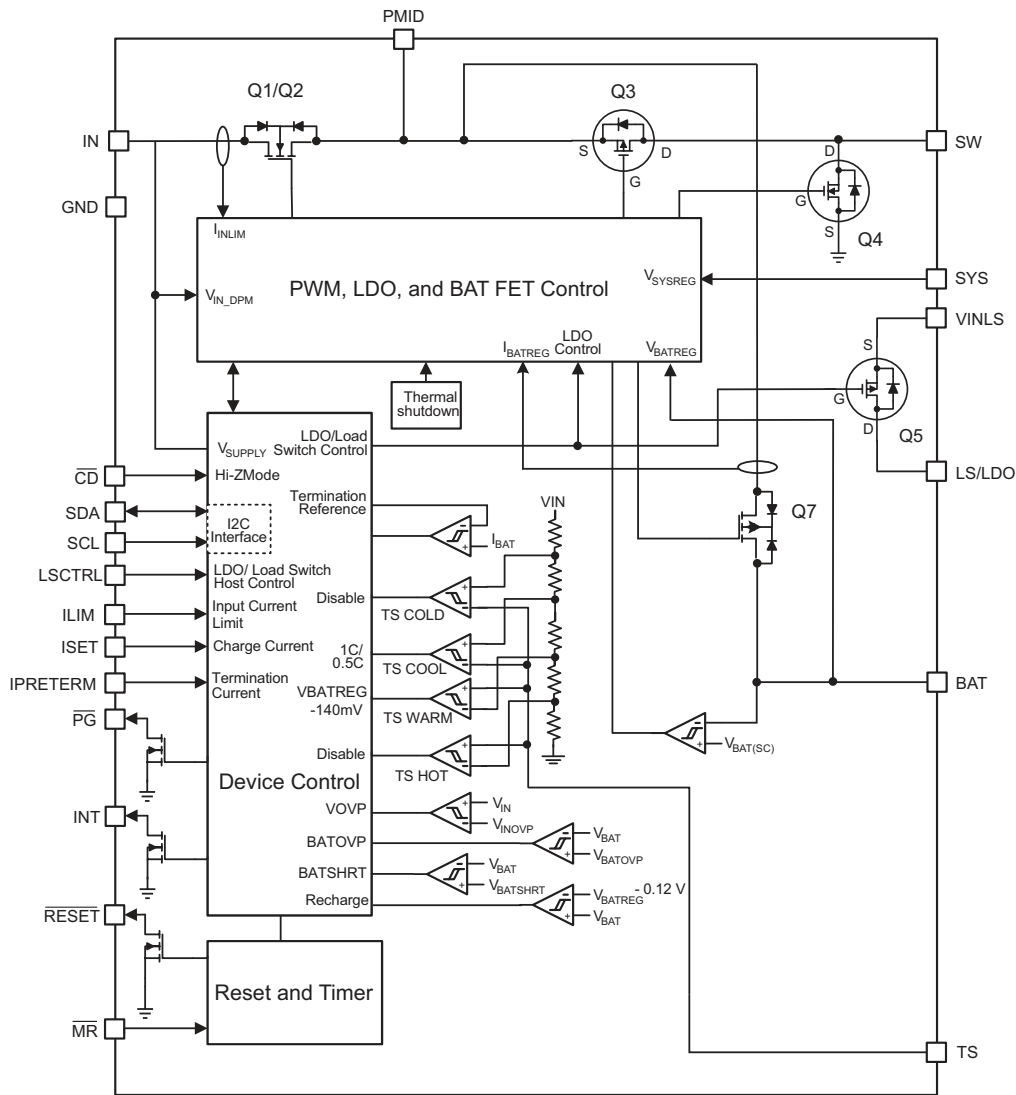 PMID
Q1/Q2
Q3
IN
S
D
SW
G
D
G
S
Q4
GND
I_INLIM
PWM, LDO, and BAT FET Control
V_IN_DPM
V_SYSREG
SYS
VINLS
I_BATREG
LDO
Control
V_BATREG
S
G
D
Q5
Thermal
shutdown
V_SUPPLY
LDO/Load
Switch Control
CD
Hi-ZMode
LS/LDO
SDA
I2C
Interface
SCL
Termination
Reference
–
+
I_BAT
VIN
Q7
LSCTRL
LDO/ Load Switch
Host Control
Disable
+
–
TS COLD
ILIM
Input Current
Limit
ISET
Charge Current
1C/
0.5C
+
–
TS COOL
IPRETERM
Termination
Current
VBATREG
-140mV
+
–
TS WARM
BAT
PG
–
+
V_BAT(SC)
Disable
+
–
TS HOT
Device Control
INT
VOVP
+
–
V_IN
V_INOVP
BATOVP
–
+
V_BAT
V_BATOVP
BATSHRT
–
+
V_BAT
V_BATSHRT
Recharge
–
+
V_BATREG - 0.12 V
V_BAT
RESET
Reset and Timer
MR
TS